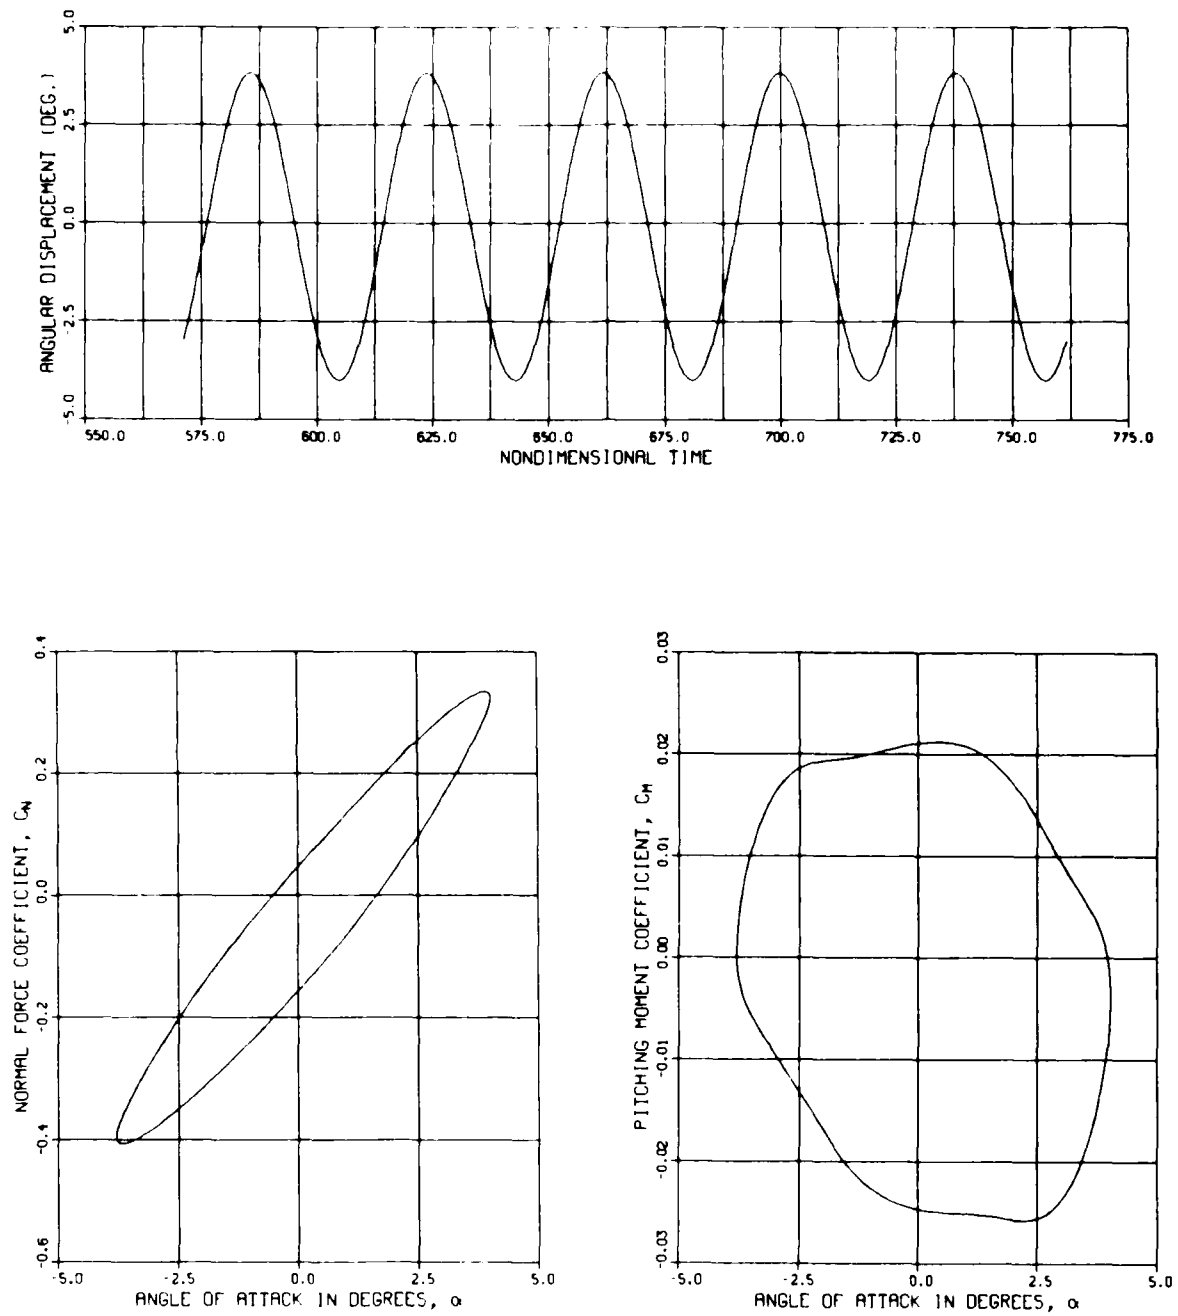 5.0
2.5
0.0
-2.5
-5.0
ANGULAR DISPLACEMENT (DEG.)
550.0 575.0 600.0 625.0 650.0 675.0 700.0 725.0 750.0 775.0
NONDIMENSIONAL TIME
0.4
0.2
0.0
-0.2
-0.4
-0.6
NORMAL FORCE COEFFICIENT, CN
-5.0 -2.5 0.0 2.5 5.0
ANGLE OF ATTACK IN DEGREES, α
0.03
0.02
0.01
0.00
-0.01
-0.02
-0.03
PITCHING MOMENT COEFFICIENT, CM
-5.0 -2.5 0.0 2.5 5.0
ANGLE OF ATTACK IN DEGREES, α